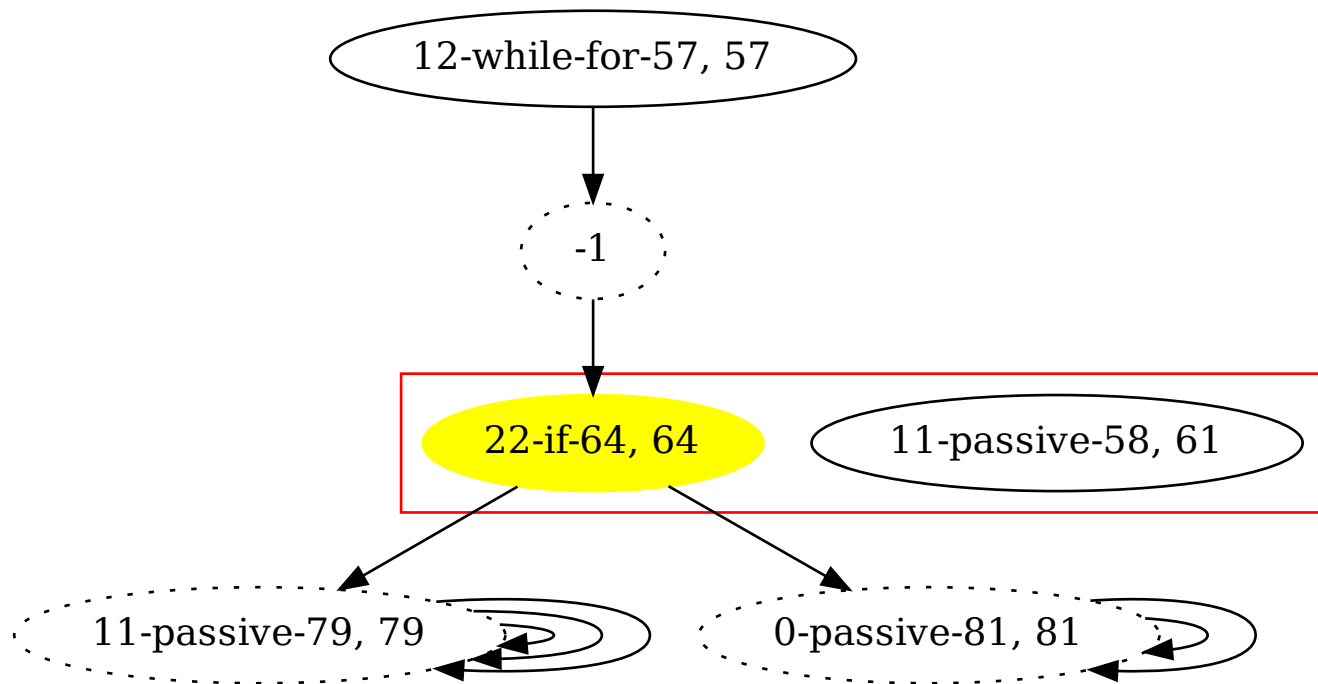 12-while-for-57, 57
-1
22-if-64, 64
11-passive-58, 61
11-passive-79, 79
0-passive-81, 81